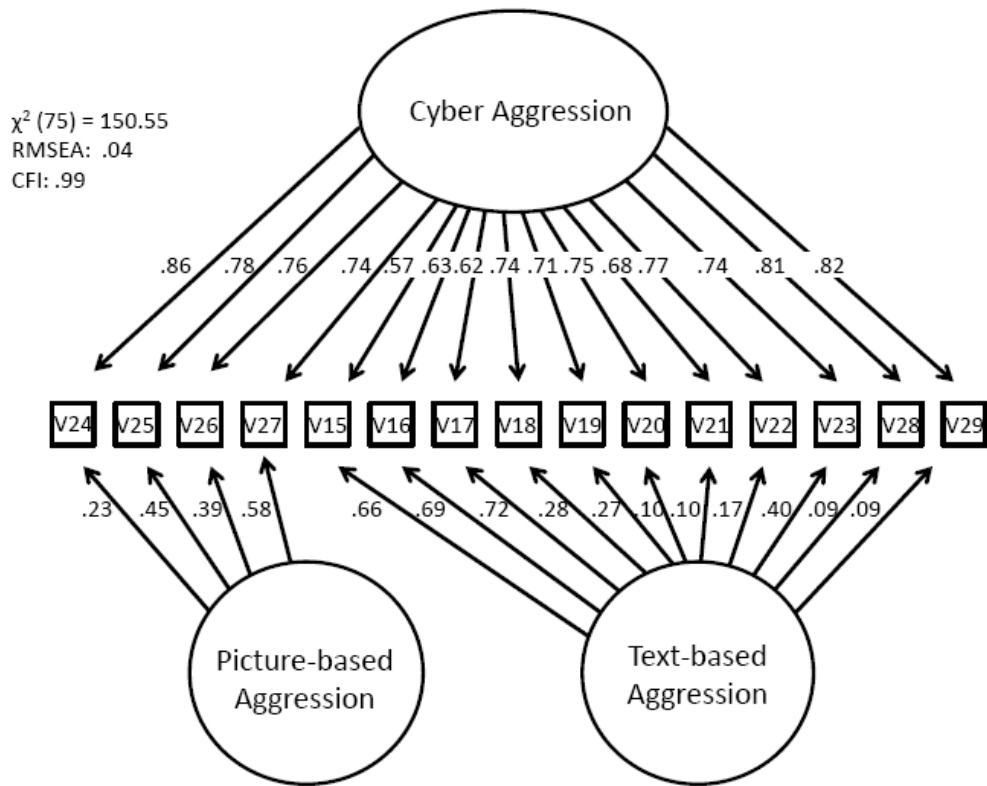 Cyber Aggression
χ² (75) = 150.55
RMSEA: .04
CFI: .99
.86 .78 .76 .74 .57 .63 .62 .74 .71 .75 .68 .77 .74 .81 .82
V24 V25 V26 V27 V15 V16 V17 V18 V19 V20 V21 V22 V23 V28 V29
.23 .45 .39 .58 .66 .69 .72 .28 .27 .10 .10 .17 .40 .09 .09
Picture-based
Aggression
Text-based
Aggression